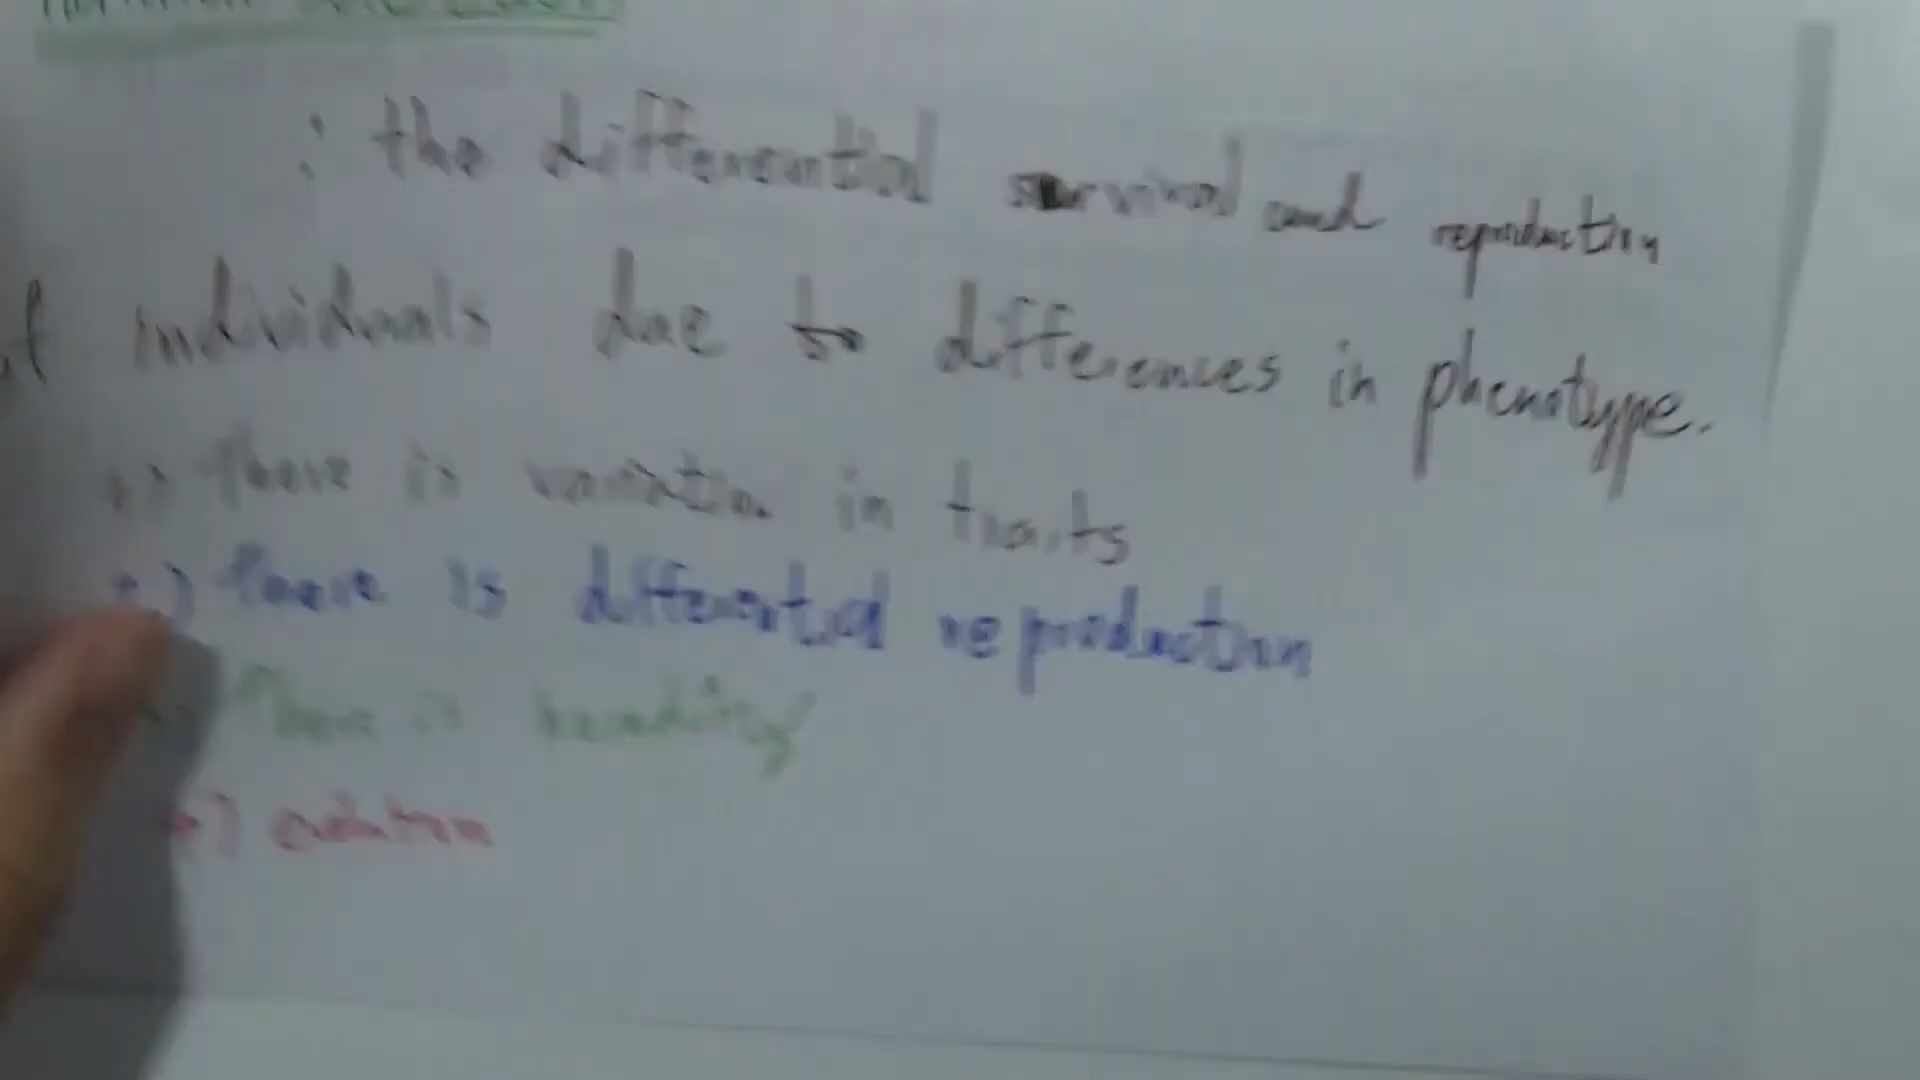 : the differential survival and reproduction
of individuals due to differences in phenotype.
There is variation in traits
There is differential reproduction
There is heredity
evolution